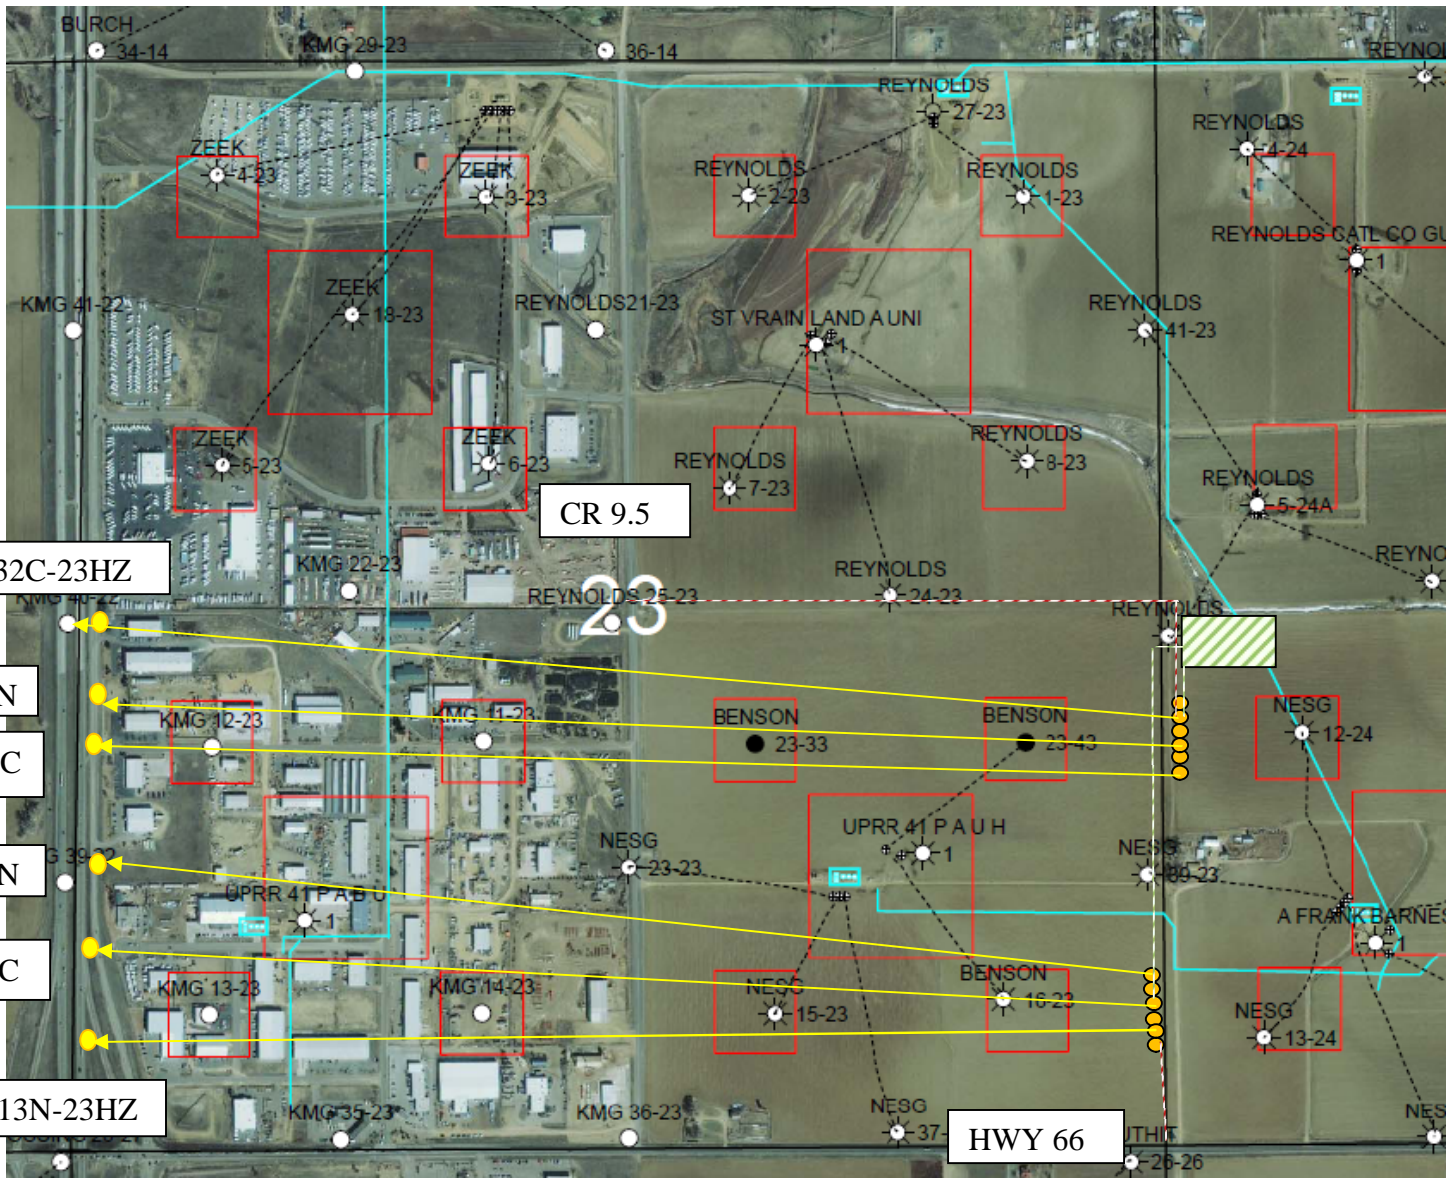 BURCH
34-14
KMG 29-23
36-14
REYNOLDS
27-23
REYNOLDS
4-24
ZEEK
4-23
ZEEK
3-23
REYNOLDS
2-23
REYNOLDS
1-23
REYNOLDS CATL CO GU
1
KMG 41-22
ZEEK
18-23
REYNOLDS21-23
ST VRAIN LAND A UNI
1
REYNOLDS
41-23
ZEEK
5-23
ZEEK
6-23
REYNOLDS
7-23
REYNOLDS
8-23
REYNOLDS
5-24A
CR 9.5
32C-23HZ
KMG 22-23
REYNOLDS
24-23
REYNOLDS 25-23
23
REYNOLDS
N
KMG 12-23
KMG 11-23
BENSON
23-33
BENSON
23-43
NESG
12-24
C
UPRR 41 P A U H
1
NESG
23-23
NESG
39-23
N
UPRR 41 P A B U
1
A FRANK BARNES
1
C
KMG 13-23
KMG 14-23
NESG
15-23
BENSON
16-23
NESG
13-24
13N-23HZ
KMG 35-23
KMG 36-23
NESG
37-
HWY 66
26-26